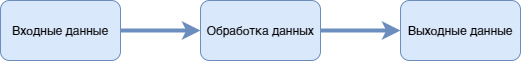 Входные данные
Обработка данных
Выходные данные